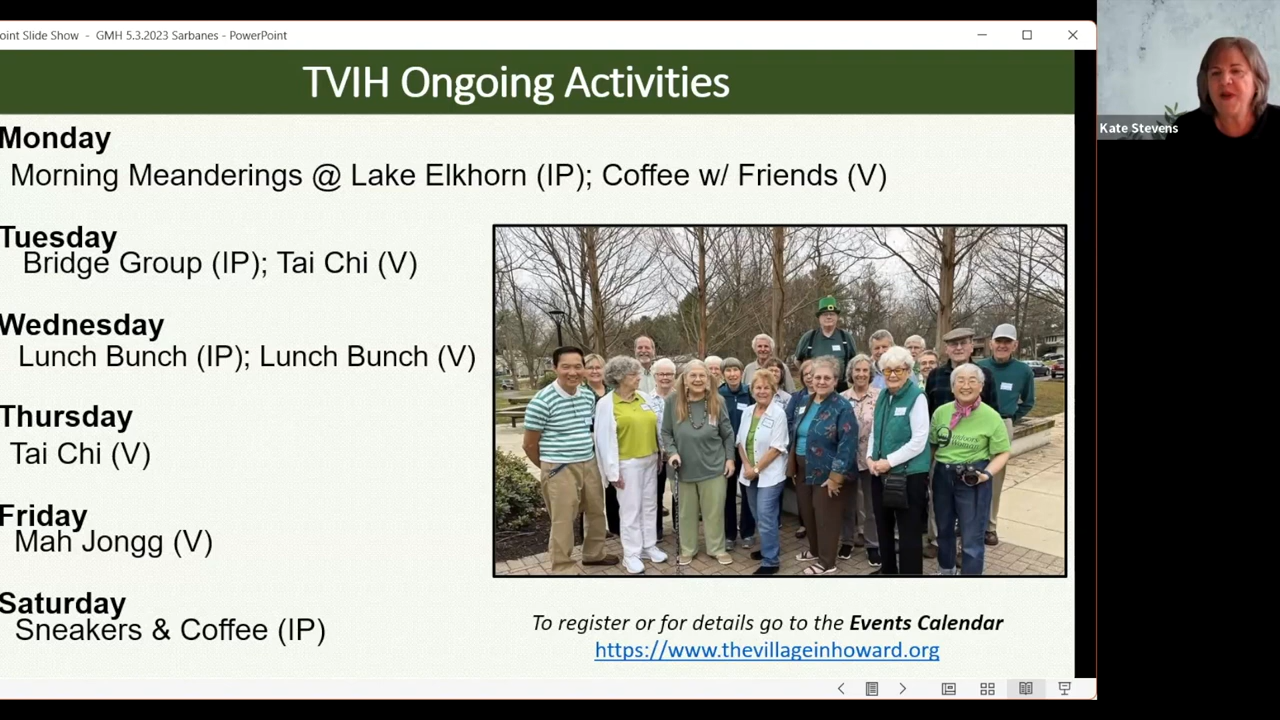 oint Slide Show - GMH 5.3.2023 Sarbanes - PowerPoint
TVIH Ongoing Activities
Kate Stevens
Monday
Morning Meanderings @ Lake Elkhorn (IP); Coffee w/ Friends (V)
Tuesday
Bridge Group (IP); Tai Chi (V)
Wednesday
Lunch Bunch (IP); Lunch Bunch (V)
Thursday
Tai Chi (V)
Friday
Mah Jongg (V)
Saturday
Sneakers & Coffee (IP)
To register or for details go to the Events Calendar
https://www.thevillageinhoward.org